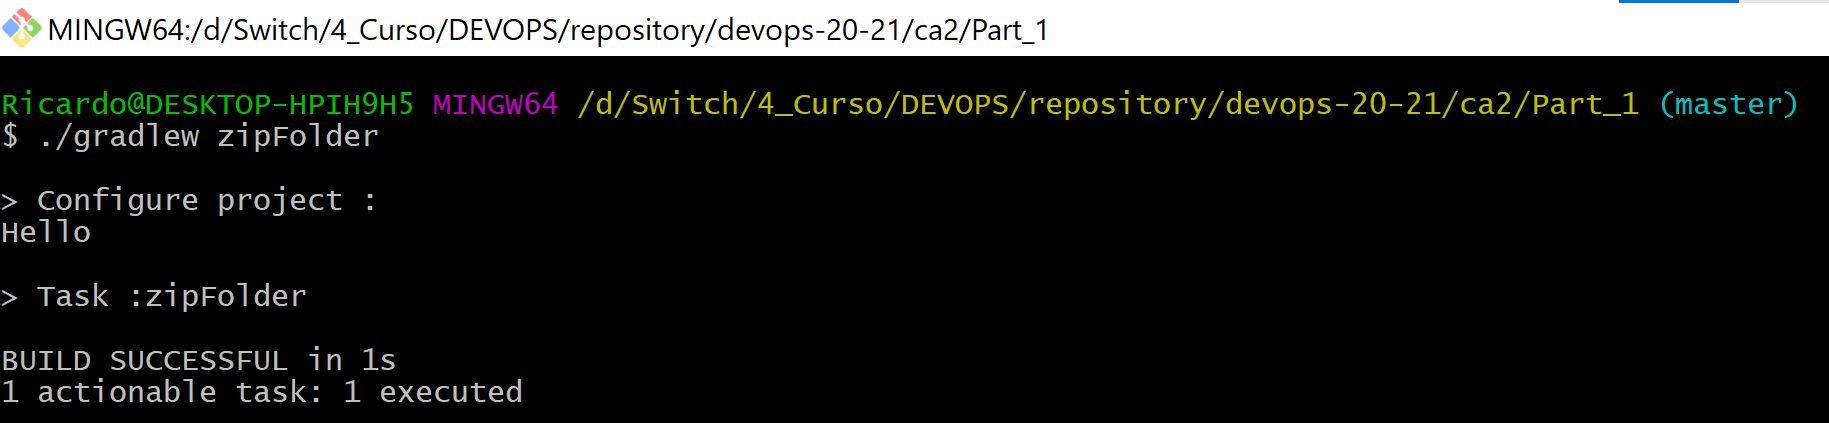 MINGW64:/d/Switch/4_Curso/DEVOPS/repository/devops-20-21/ca2/Part_1
Ricardo@DESKTOP-HPIH9H5 MINGW64 /d/Switch/4_Curso/DEVOPS/repository/devops-20-21/ca2/Part_1 (master)
$ ./gradlew zipFolder
> Configure project :
Hello
> Task :zipFolder
BUILD SUCCESSFUL in 1s
1 actionable task: 1 executed